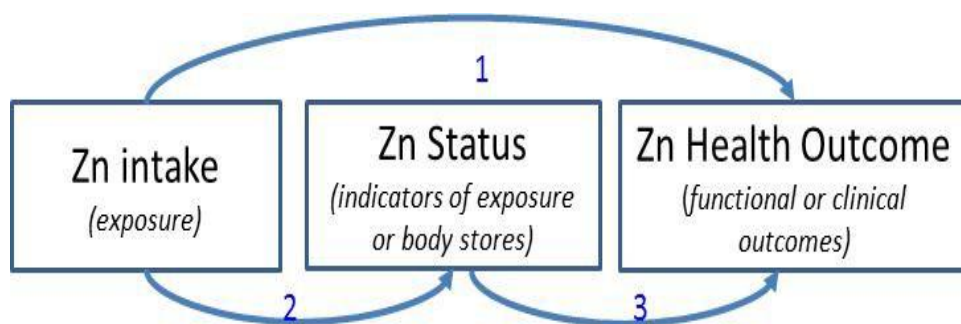 1
Zn intake
(exposure)
Zn Status
(indicators of exposure
or body stores)
Zn Health Outcome
(functional or clinical
outcomes)
2
3